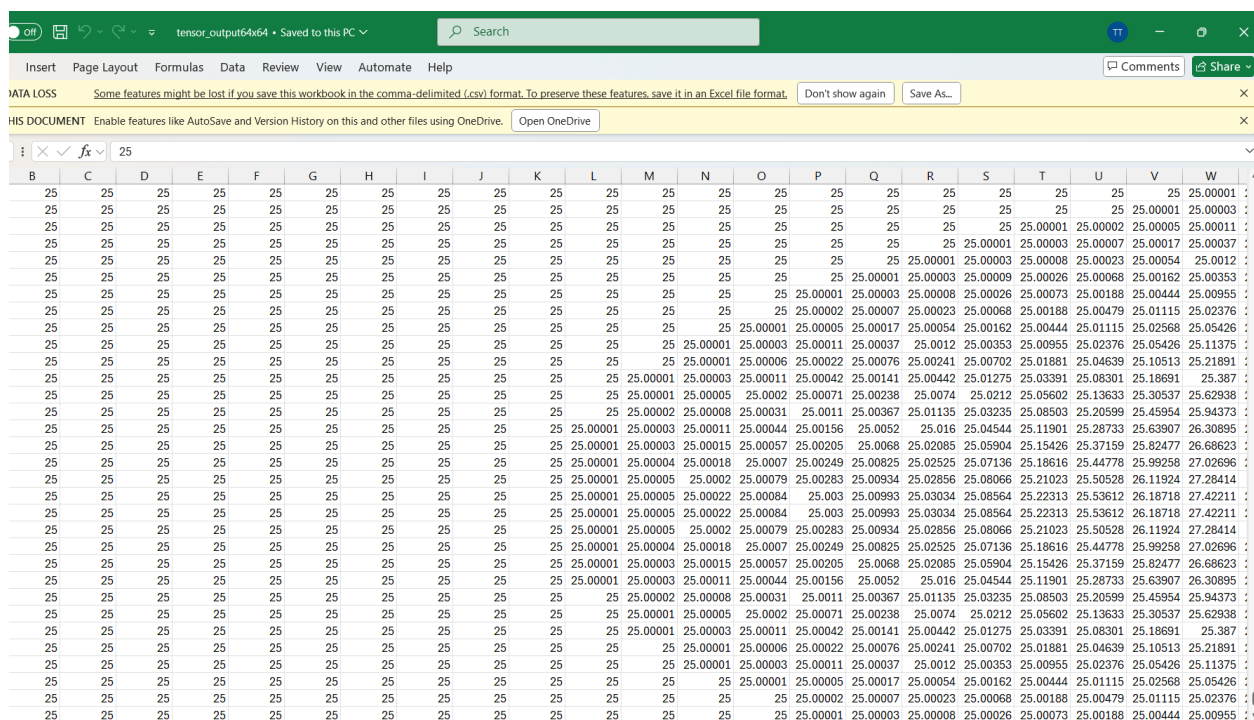 Off tensor_output64x64 • Saved to this PC Search TT
Insert Page Layout Formulas Data Review View Automate Help Comments Share
DATA LOSS Some features might be lost if you save this workbook in the comma-delimited (.csv) format. To preserve these features, save it in an Excel file format. Don't show again Save As...
HIS DOCUMENT Enable features like AutoSave and Version History on this and other files using OneDrive. Open OneDrive
fx 25
B C D E F G H I J K L M N O P Q R S T U V W
25 25 25 25 25 25 25 25 25 25 25 25 25 25 25 25 25 25 25 25 25 25.00001
25 25 25 25 25 25 25 25 25 25 25 25 25 25 25 25 25 25 25 25 25.00001 25.00003
25 25 25 25 25 25 25 25 25 25 25 25 25 25 25 25 25 25 25.00001 25.00002 25.00005 25.00011
25 25 25 25 25 25 25 25 25 25 25 25 25 25 25 25 25 25.00001 25.00003 25.00007 25.00017 25.00037
25 25 25 25 25 25 25 25 25 25 25 25 25 25 25 25 25.00001 25.00003 25.00008 25.00023 25.00054 25.0012
25 25 25 25 25 25 25 25 25 25 25 25 25 25 25 25.00001 25.00003 25.00009 25.00026 25.00068 25.00162 25.00353
25 25 25 25 25 25 25 25 25 25 25 25 25 25 25.00001 25.00003 25.00008 25.00026 25.00073 25.00188 25.00444 25.00955
25 25 25 25 25 25 25 25 25 25 25 25 25 25 25.00002 25.00007 25.00023 25.00068 25.00188 25.00479 25.01115 25.02376
25 25 25 25 25 25 25 25 25 25 25 25 25 25.00001 25.00005 25.00017 25.00054 25.00162 25.00444 25.01115 25.02568 25.05426
25 25 25 25 25 25 25 25 25 25 25 25 25.00001 25.00003 25.00011 25.00037 25.0012 25.00353 25.00955 25.02376 25.05426 25.11375
25 25 25 25 25 25 25 25 25 25 25 25 25.00001 25.00006 25.00022 25.00076 25.00241 25.00702 25.01881 25.04639 25.10513 25.21891
25 25 25 25 25 25 25 25 25 25 25 25.00001 25.00003 25.00011 25.00042 25.00141 25.00442 25.01275 25.03391 25.08301 25.18691 25.387
25 25 25 25 25 25 25 25 25 25 25 25.00001 25.00005 25.0002 25.00071 25.00238 25.0074 25.0212 25.05602 25.13633 25.30537 25.62938
25 25 25 25 25 25 25 25 25 25 25 25.00002 25.00008 25.00031 25.0011 25.00367 25.01135 25.03235 25.08503 25.20599 25.45954 25.94373
25 25 25 25 25 25 25 25 25 25 25.00001 25.00003 25.00011 25.00044 25.00156 25.0052 25.016 25.04544 25.11901 25.28733 25.63907 26.30895
25 25 25 25 25 25 25 25 25 25 25.00001 25.00003 25.00015 25.00057 25.00205 25.0068 25.02085 25.05904 25.15426 25.37159 25.82477 26.68623
25 25 25 25 25 25 25 25 25 25 25.00001 25.00004 25.00018 25.0007 25.00249 25.00825 25.02525 25.07136 25.18616 25.44778 25.99258 27.02696
25 25 25 25 25 25 25 25 25 25 25.00001 25.00005 25.0002 25.00079 25.00283 25.00934 25.02856 25.08066 25.21023 25.50528 26.11924 27.28414
25 25 25 25 25 25 25 25 25 25 25.00001 25.00005 25.00022 25.00084 25.003 25.00993 25.03034 25.08564 25.22313 25.53612 26.18718 27.42211
25 25 25 25 25 25 25 25 25 25 25.00001 25.00005 25.00022 25.00084 25.003 25.00993 25.03034 25.08564 25.22313 25.53612 26.18718 27.42211
25 25 25 25 25 25 25 25 25 25 25.00001 25.00005 25.0002 25.00079 25.00283 25.00934 25.02856 25.08066 25.21023 25.50528 26.11924 27.28414
25 25 25 25 25 25 25 25 25 25 25.00001 25.00004 25.00018 25.0007 25.00249 25.00825 25.02525 25.07136 25.18616 25.44778 25.99258 27.02696
25 25 25 25 25 25 25 25 25 25 25.00001 25.00003 25.00015 25.00057 25.00205 25.0068 25.02085 25.05904 25.15426 25.37159 25.82477 26.68623
25 25 25 25 25 25 25 25 25 25 25.00001 25.00003 25.00011 25.00044 25.00156 25.0052 25.016 25.04544 25.11901 25.28733 25.63907 26.30895
25 25 25 25 25 25 25 25 25 25 25 25.00002 25.00008 25.00031 25.0011 25.00367 25.01135 25.03235 25.08503 25.20599 25.45954 25.94373
25 25 25 25 25 25 25 25 25 25 25 25.00001 25.00005 25.0002 25.00071 25.00238 25.0074 25.0212 25.05602 25.13633 25.30537 25.62938
25 25 25 25 25 25 25 25 25 25 25 25.00001 25.00003 25.00011 25.00042 25.00141 25.00442 25.01275 25.03391 25.08301 25.18691 25.387
25 25 25 25 25 25 25 25 25 25 25 25 25.00001 25.00006 25.00022 25.00076 25.00241 25.00702 25.01881 25.04639 25.10513 25.21891
25 25 25 25 25 25 25 25 25 25 25 25 25.00001 25.00003 25.00011 25.00037 25.0012 25.00353 25.00955 25.02376 25.05426 25.11375
25 25 25 25 25 25 25 25 25 25 25 25 25 25.00001 25.00005 25.00017 25.00054 25.00162 25.00444 25.01115 25.02568 25.05426
25 25 25 25 25 25 25 25 25 25 25 25 25 25 25.00002 25.00007 25.00023 25.00068 25.00188 25.00479 25.01115 25.02376
25 25 25 25 25 25 25 25 25 25 25 25 25 25 25.00001 25.00003 25.00008 25.00026 25.00073 25.00188 25.00444 25.00955